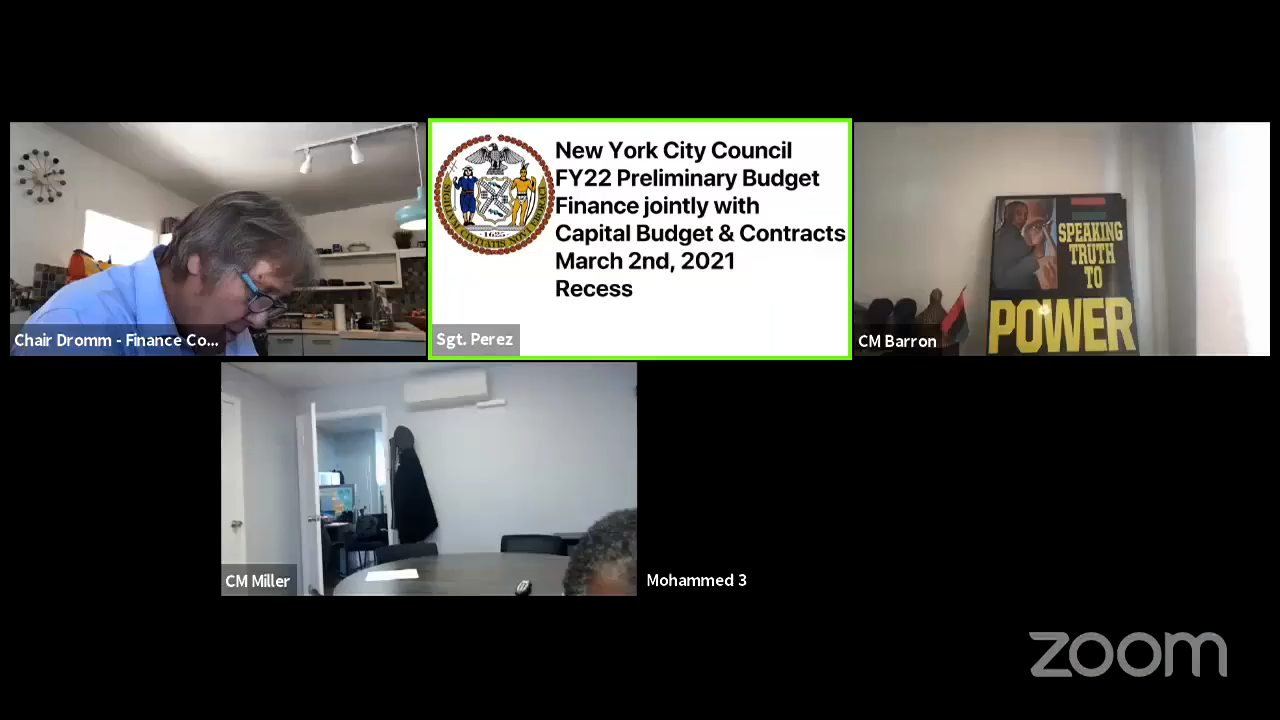 New York City Council
FY22 Preliminary Budget
Finance jointly with
Capital Budget & Contracts
March 2nd, 2021
Recess
1625
SPEAKING
TRUTH
TO
POWER
Chair Dromm - Finance Co...
Sgt. Perez
CM Barron
CM Miller
Mohammed 3
zoom